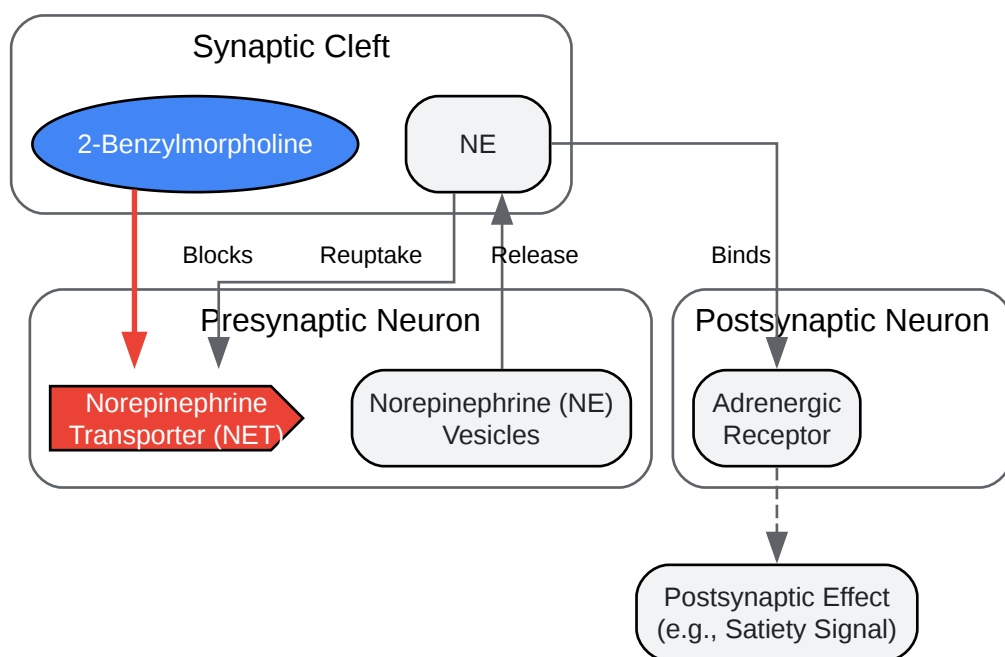 Synaptic Cleft
2-Benzylmorpholine
NE
Blocks
Reuptake
Release
Binds
Presynaptic Neuron
Postsynaptic Neuron
Norepinephrine
Transporter (NET)
Norepinephrine (NE)
Vesicles
Adrenergic
Receptor
Postsynaptic Effect
(e.g., Satiety Signal)